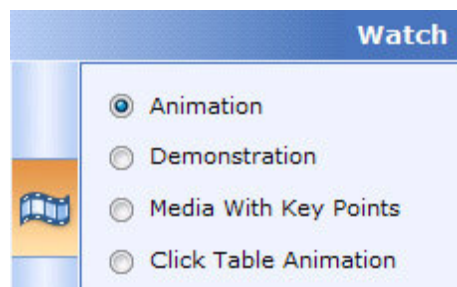 Watch
Animation
Demonstration
Media With Key Points
Click Table Animation